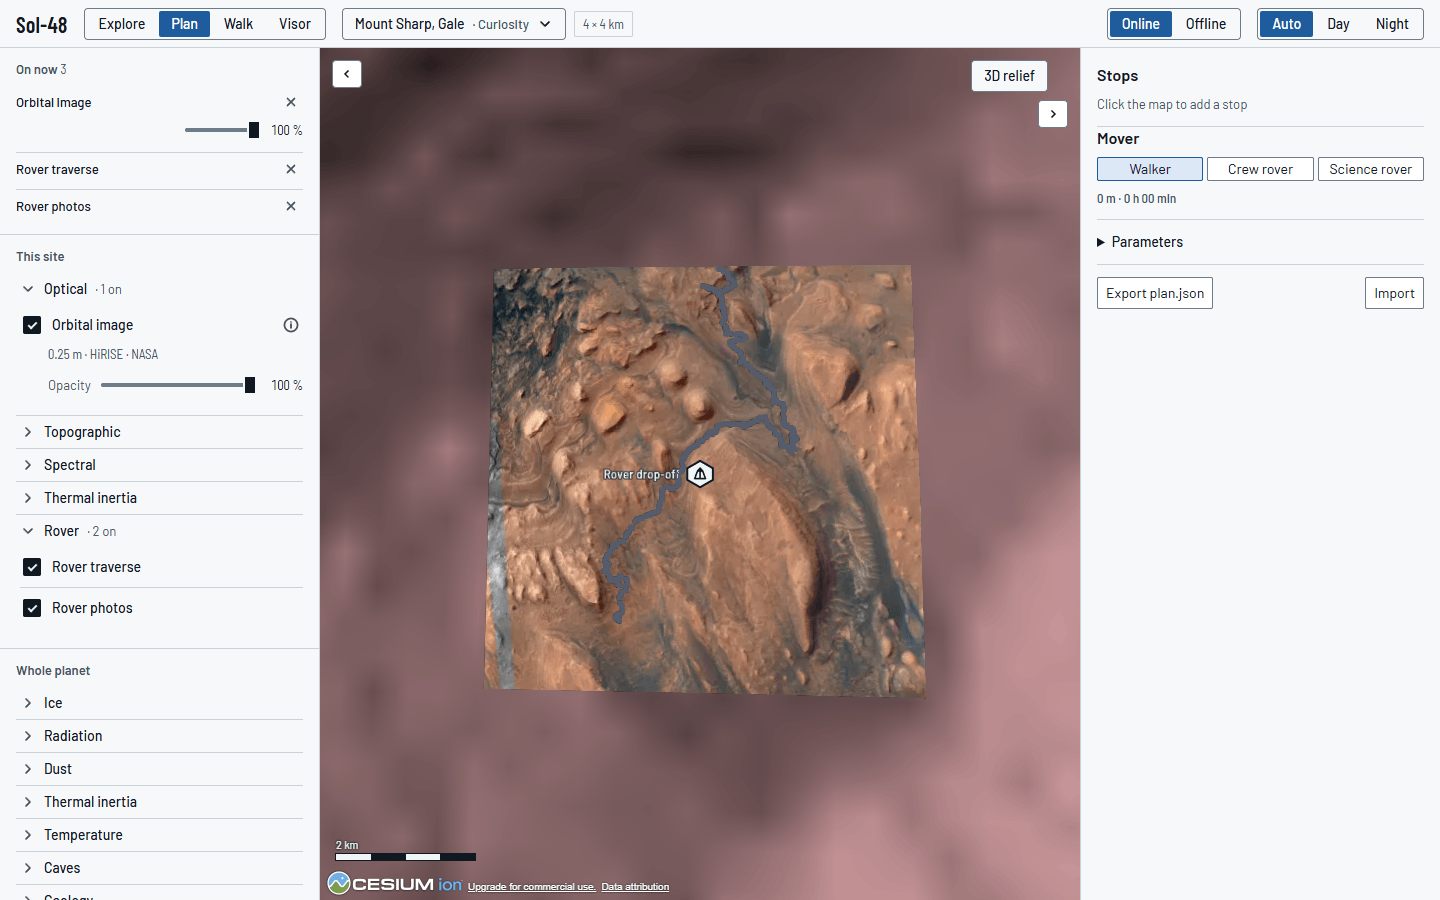 Sol-48
Explore
Plan
Walk
Visor
Mount Sharp, Gale · Curiosity
4 × 4 km
Online
Offline
Auto
Day
Night
On now 3
Orbital image
100 %
Rover traverse
Rover photos
This site
Optical · 1 on
Orbital image
0.25 m · HiRISE · NASA
Opacity
100 %
Topographic
Spectral
Thermal inertia
Rover · 2 on
Rover traverse
Rover photos
Whole planet
Ice
Radiation
Dust
Thermal inertia
Temperature
Caves
Geology
3D relief
Rover drop-off
2 km
CESIUM ion
Upgrade for commercial use. Data attribution
Stops
Click the map to add a stop
Mover
Walker
Crew rover
Science rover
0 m · 0 h 00 min
Parameters
Export plan.json
Import